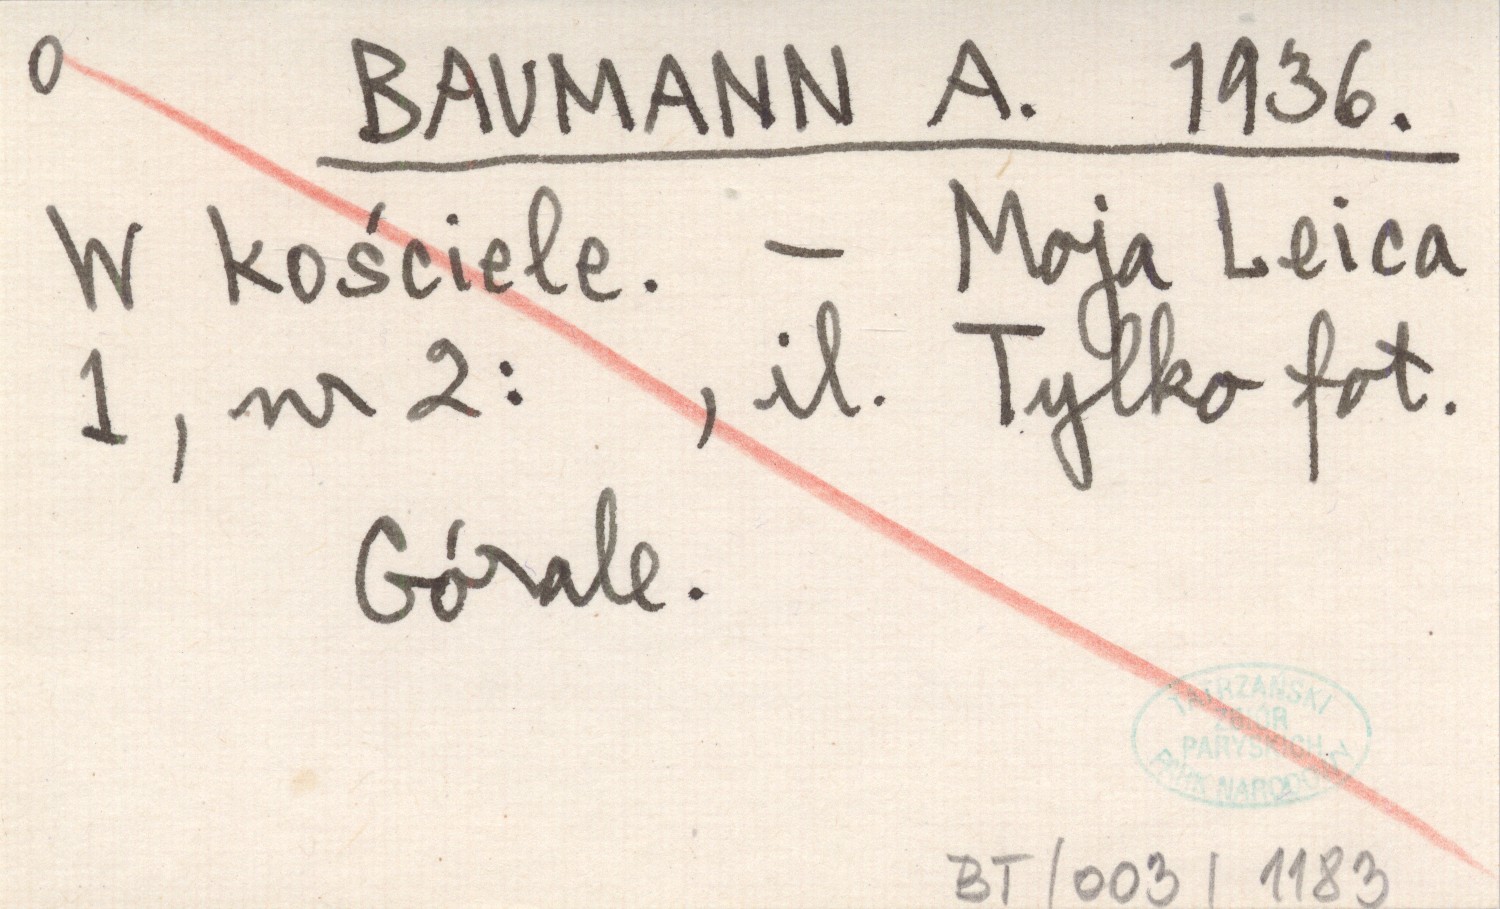 0 BAUMANN A. 1936.
W kościele. – Moja Leica
1, nr 2: , il. Tylko fot.
Górale.
TATRZAŃSKI
ZBIÓR
PARYSKICH
PARK NARODOWY
BT/003/1183